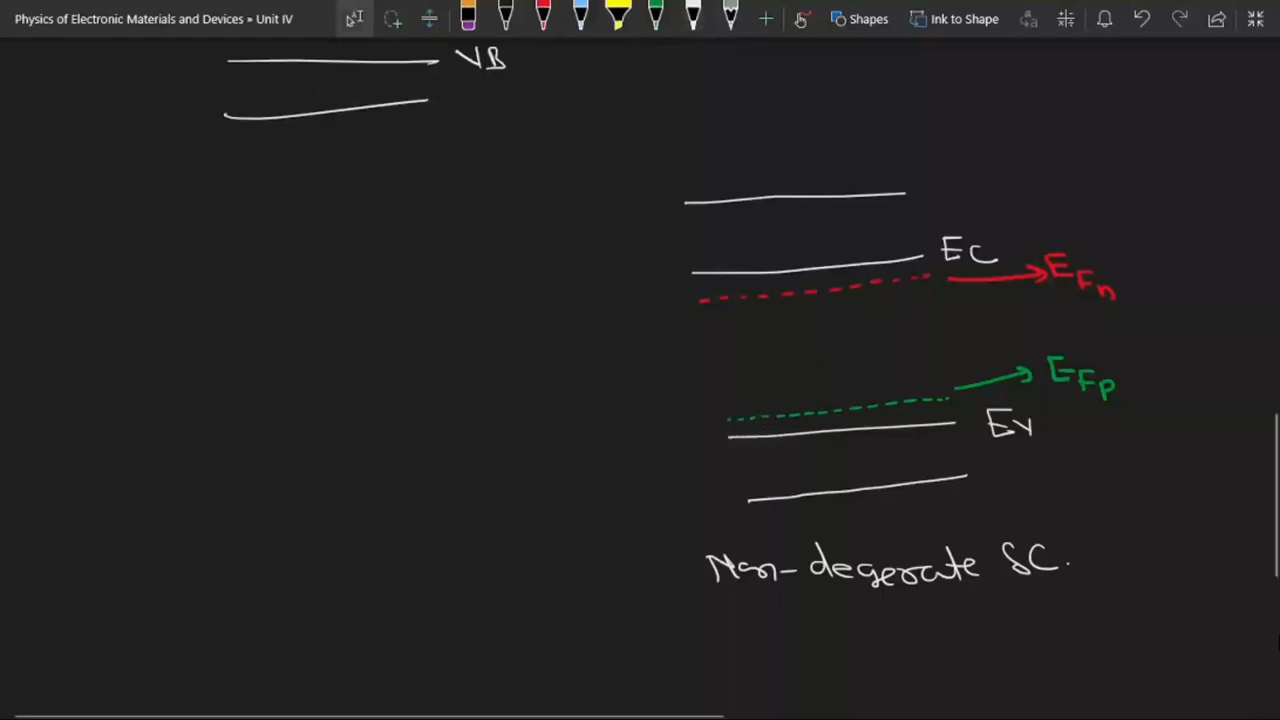 Physics of Electronic Materials and Devices » Unit IV
Shapes
Ink to Shape
VB
EC
EFn
EFp
EV
Non-degerate SC.